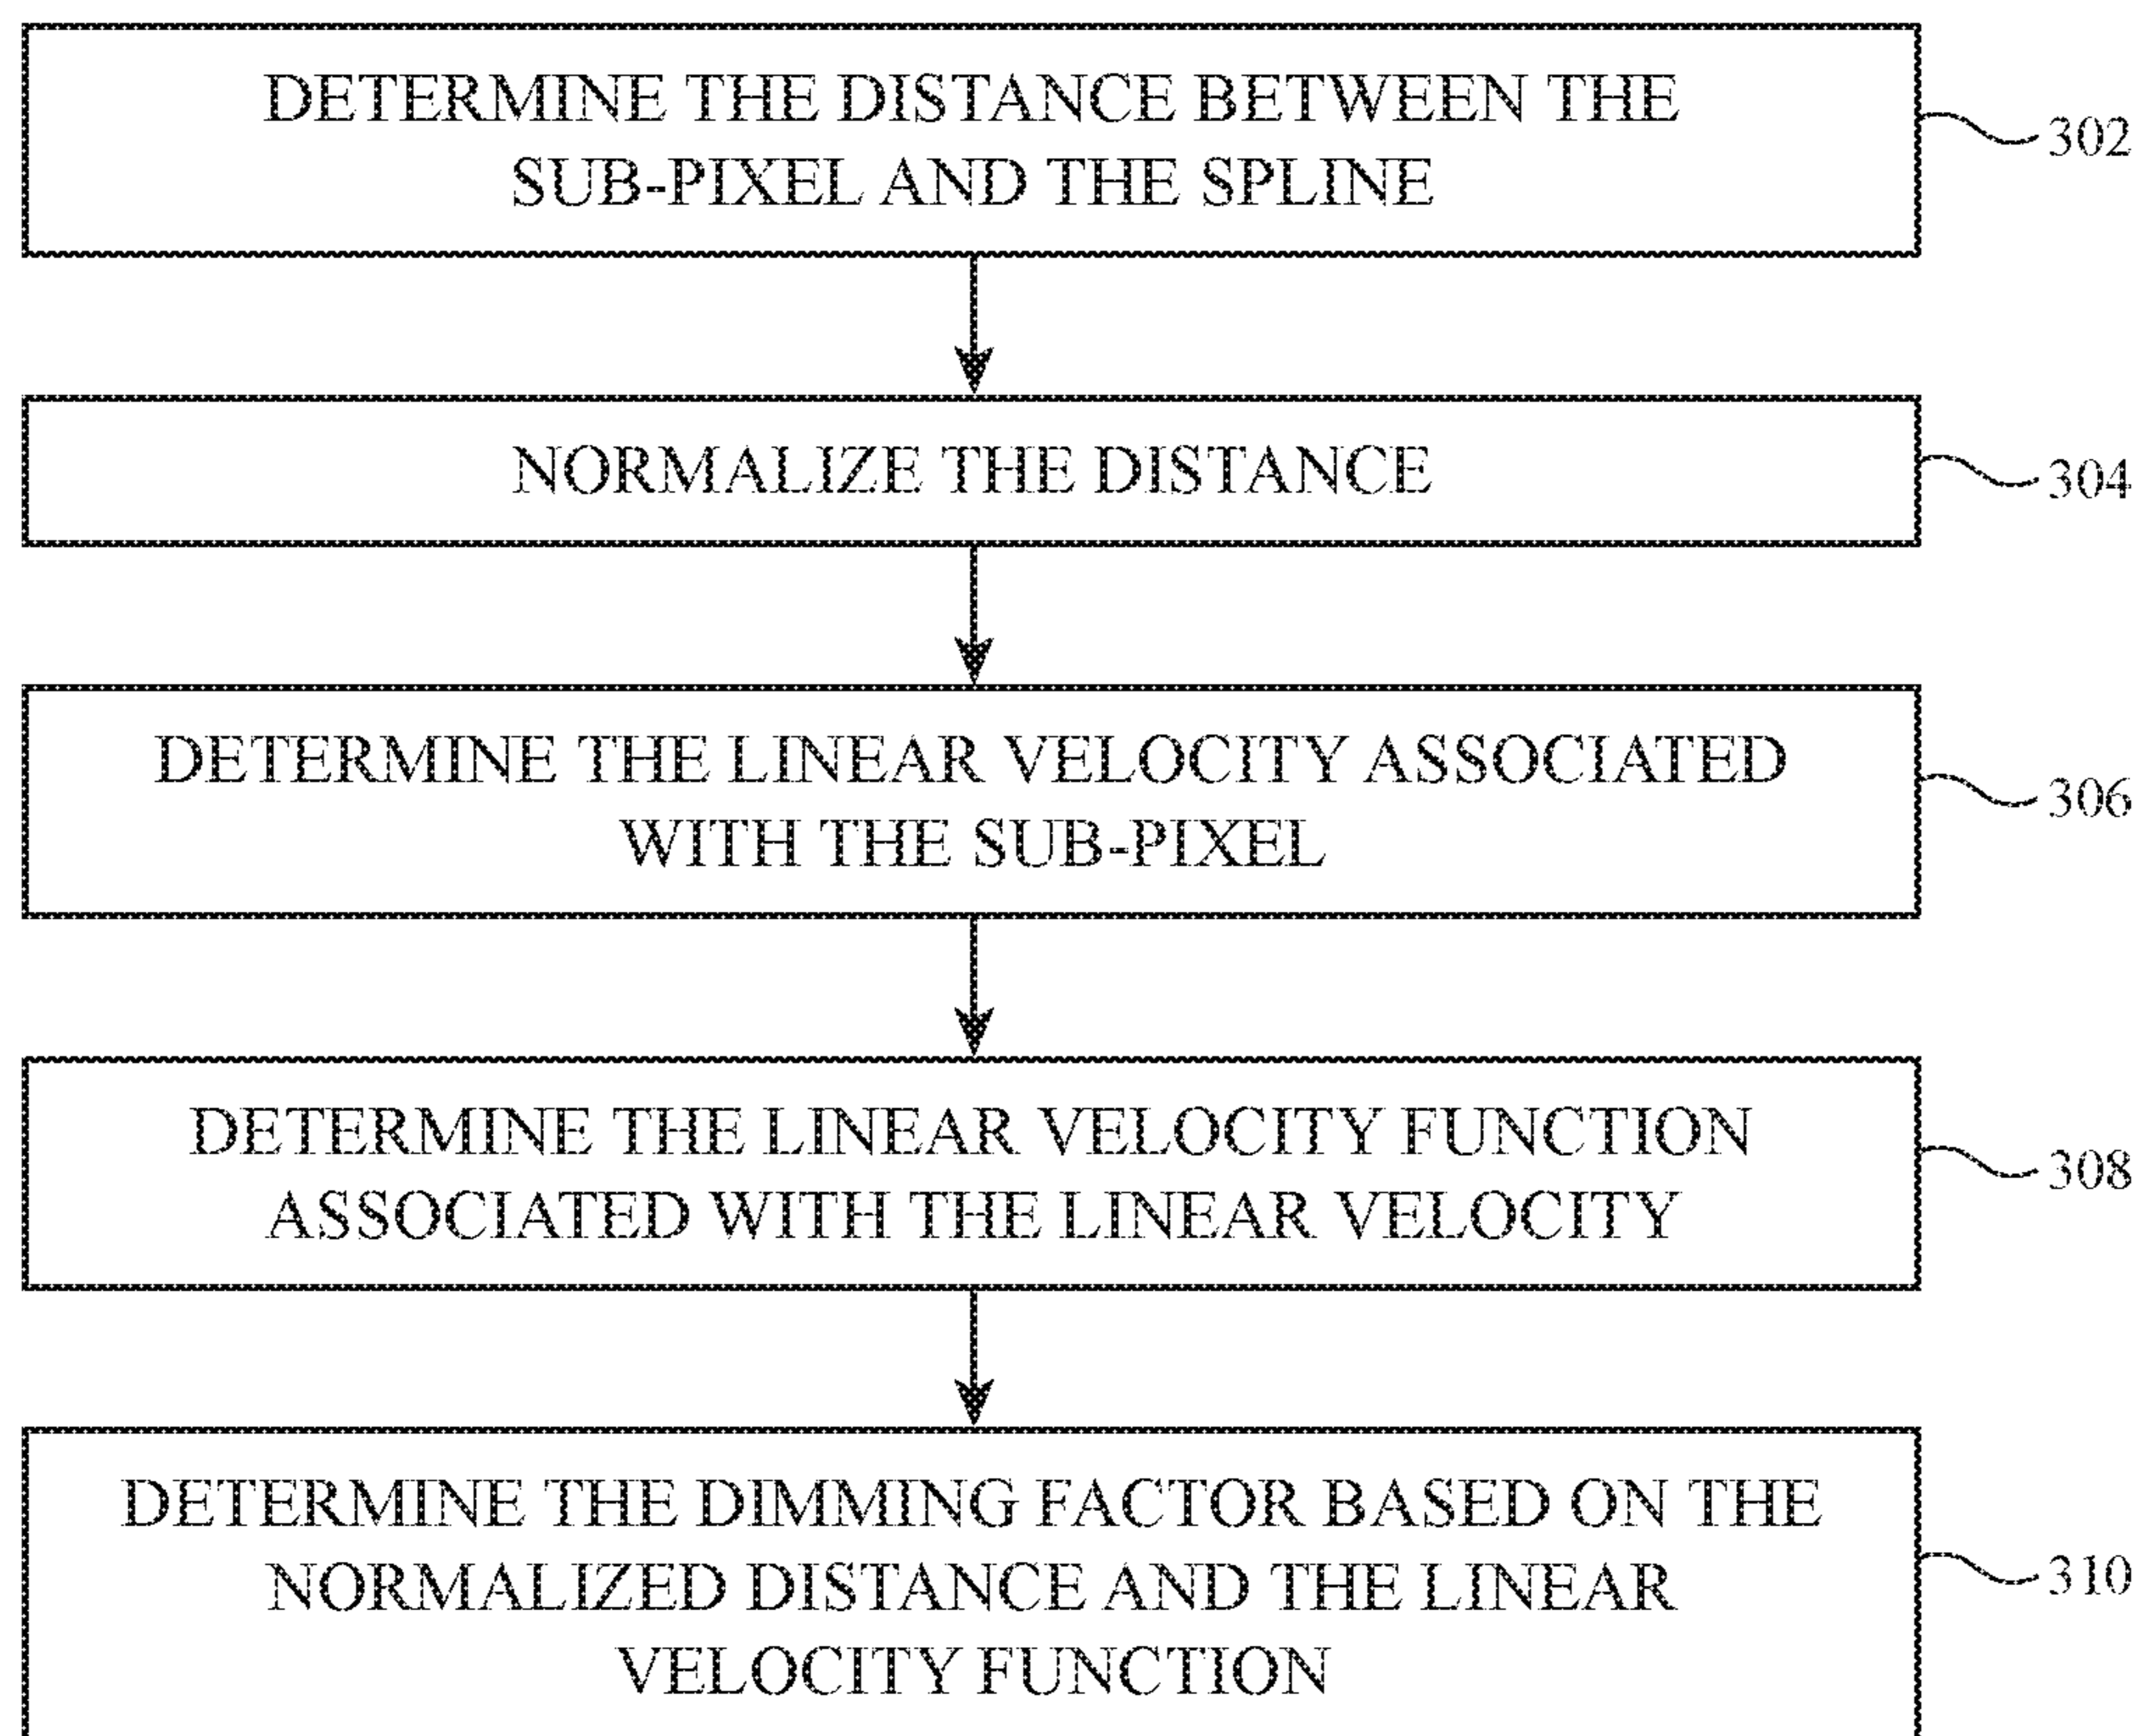 DETERMINE THE DISTANCE BETWEEN THE
SUB-PIXEL AND THE SPLINE
302
NORMALIZE THE DISTANCE
304
DETERMINE THE LINEAR VELOCITY ASSOCIATED
WITH THE SUB-PIXEL
306
DETERMINE THE LINEAR VELOCITY FUNCTION
ASSOCIATED WITH THE LINEAR VELOCITY
308
DETERMINE THE DIMMING FACTOR BASED ON THE
NORMALIZED DISTANCE AND THE LINEAR
VELOCITY FUNCTION
310